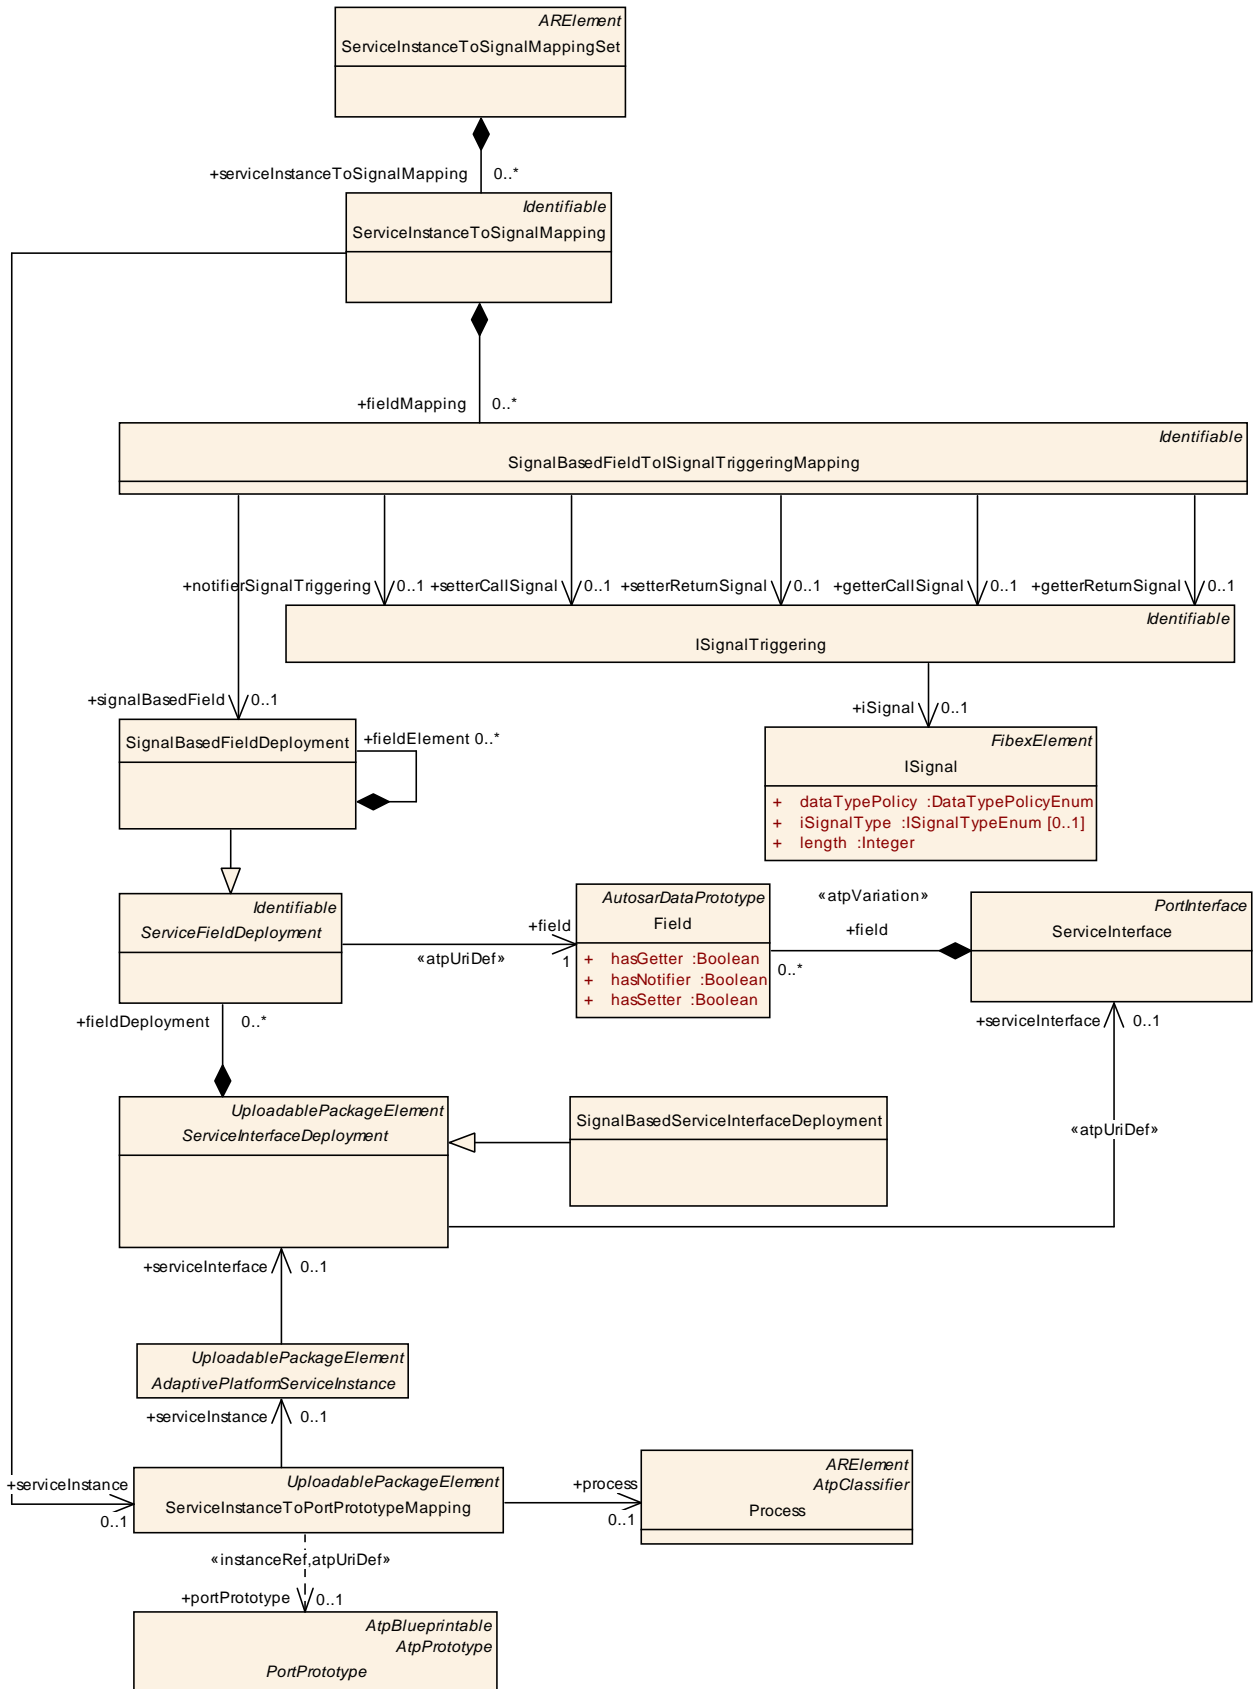 ARElement
ServiceInstanceToSignalMappingSet
+serviceInstanceToSignalMapping 0..*
Identifiable
ServiceInstanceToSignalMapping
+fieldMapping 0..*
Identifiable
SignalBasedFieldToISignalTriggeringMapping
+notifierSignalTriggering 0..1 +setterCallSignal 0..1 +setterReturnSignal 0..1 +getterCallSignal 0..1 +getterReturnSignal 0..1
Identifiable
ISignalTriggering
+signalBasedField 0..1
+iSignal 0..1
SignalBasedFieldDeployment
+fieldElement 0..*
FibexElement
ISignal
+ dataTypePolicy :DataTypePolicyEnum
+ iSignalType :ISignalTypeEnum [0..1]
+ length :Integer
Identifiable
ServiceFieldDeployment
+field
1
«atpUriDef»
AutosarDataPrototype
Field
+ hasGetter :Boolean
+ hasNotifier :Boolean
+ hasSetter :Boolean
«atpVariation»
+field
0..*
PortInterface
ServiceInterface
+fieldDeployment 0..*
+serviceInterface 0..1
UploadablePackageElement
ServiceInterfaceDeployment
SignalBasedServiceInterfaceDeployment
«atpUriDef»
+serviceInterface 0..1
UploadablePackageElement
AdaptivePlatformServiceInstance
+serviceInstance 0..1
+serviceInstance
0..1
UploadablePackageElement
ServiceInstanceToPortPrototypeMapping
+process
0..1
ARElement
AtpClassifier
Process
«instanceRef,atpUriDef»
+portPrototype 0..1
AtpBlueprintable
AtpPrototype
PortPrototype